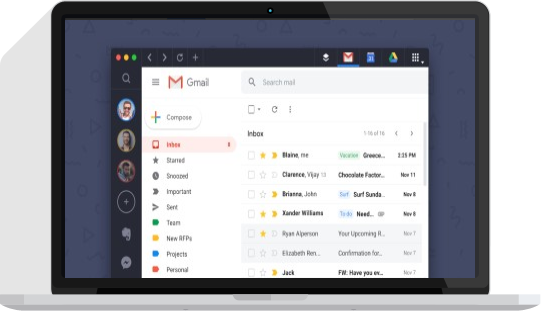 Gmail
Search mail
Compose
Inbox
1-16 of 16
Inbox 8
Blaine, me Vacation Greece... 2:25 PM
Starred
Clarence, Vijay 13 Chocolate Factor... Nov 11
Snoozed
Brianna, John Surf Surf Sunda... Nov 8
Important
Xander Williams To-do Need... Nov 8
Sent
Ryan Alperson Your Upcoming R... Nov 7
Team
Elizabeth Ren... Confirmation for... Nov 7
New RFPs
Jack FW: Have you ev... Nov 7
Projects
Personal